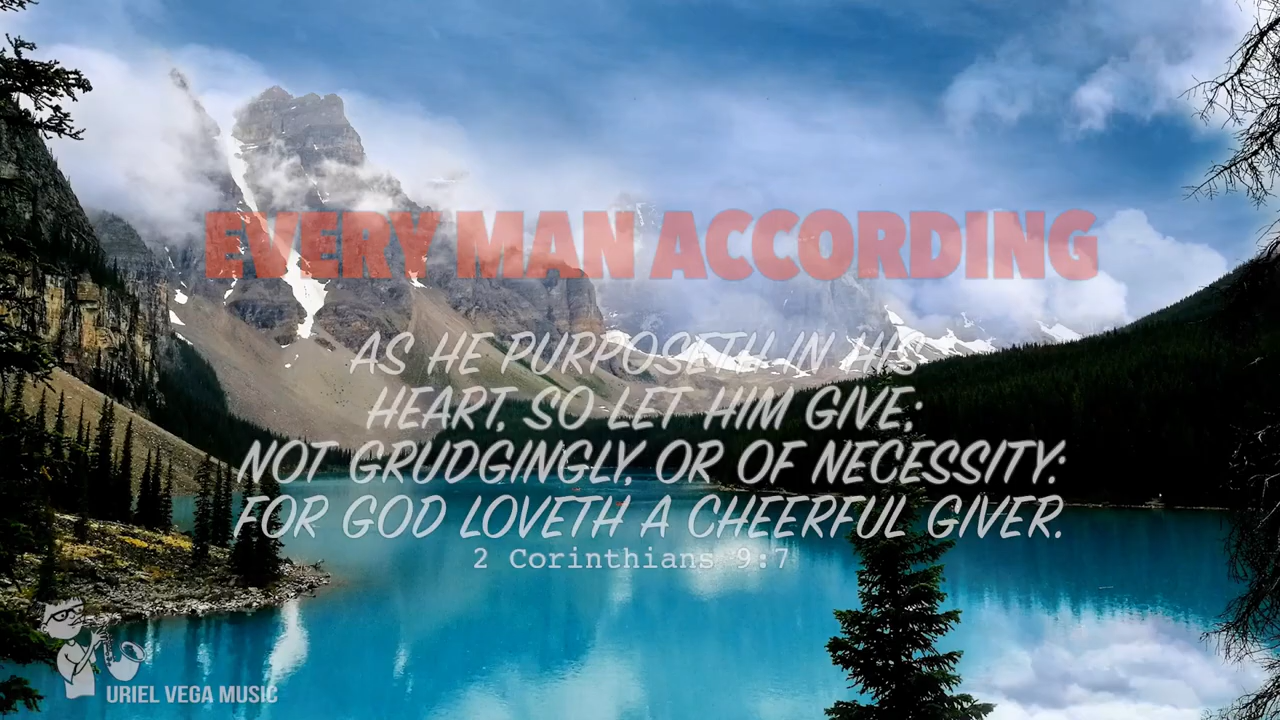 EVERY MAN ACCORDING
AS HE PURPOSETH IN HIS
HEART, SO LET HIM GIVE;
NOT GRUDGINGLY, OR OF NECESSITY:
FOR GOD LOVETH A CHEERFUL GIVER.
2 Corinthians 9:7
URIEL VEGA MUSIC